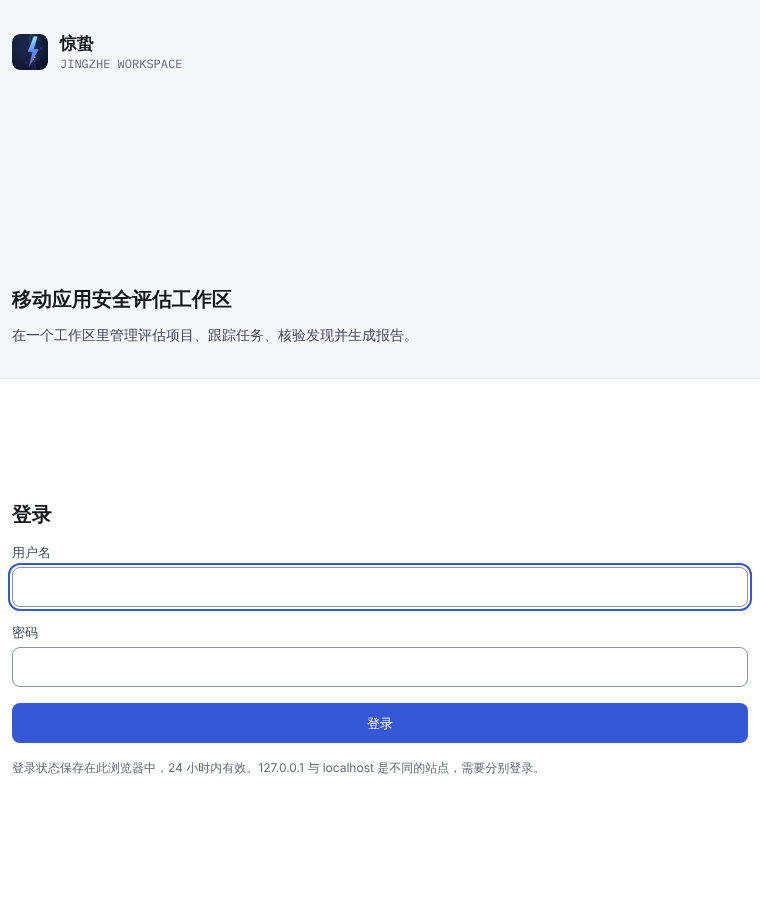 惊蛰
JINGZHE WORKSPACE
移动应用安全评估工作区
在一个工作区里管理评估项目、跟踪任务、核验发现并生成报告。
登录
用户名
密码
登录
登录状态保存在此浏览器中，24 小时内有效。127.0.0.1 与 localhost 是不同的站点，需要分别登录。